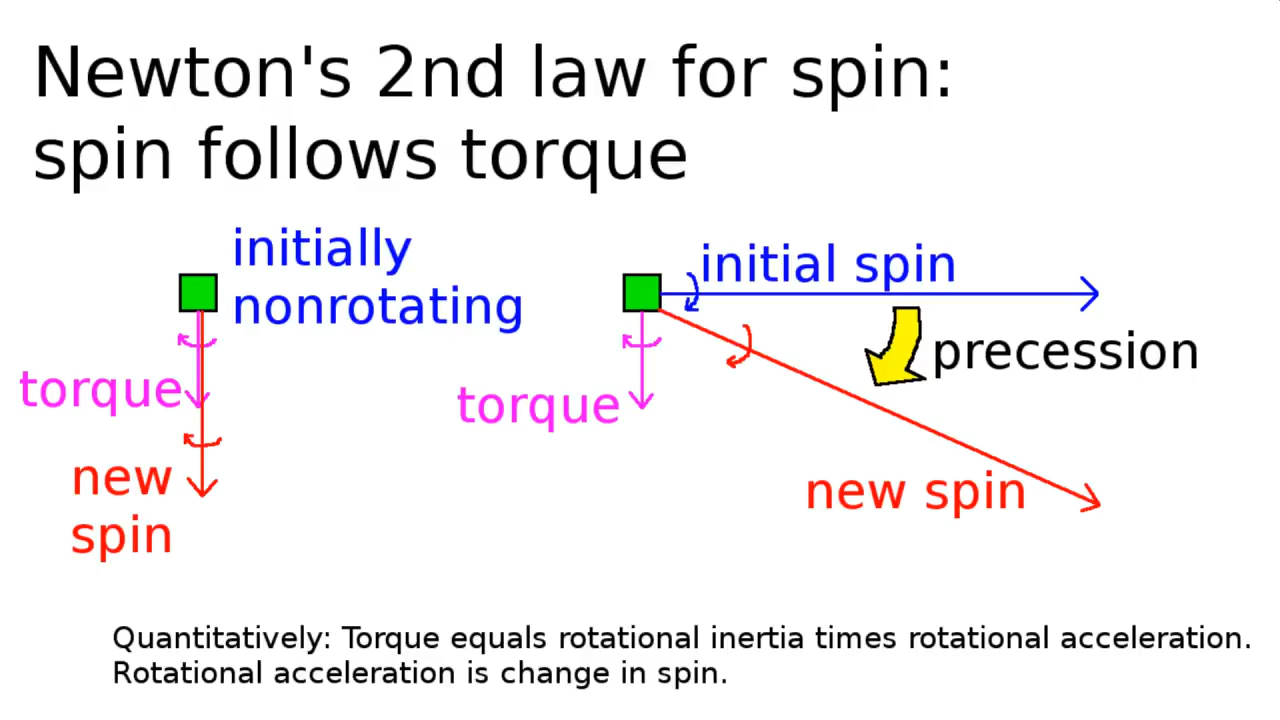 Newton's 2nd law for spin:
spin follows torque
initially
nonrotating
torque
new
spin
initial spin
precession
torque
new spin
Quantitatively: Torque equals rotational inertia times rotational acceleration.
Rotational acceleration is change in spin.